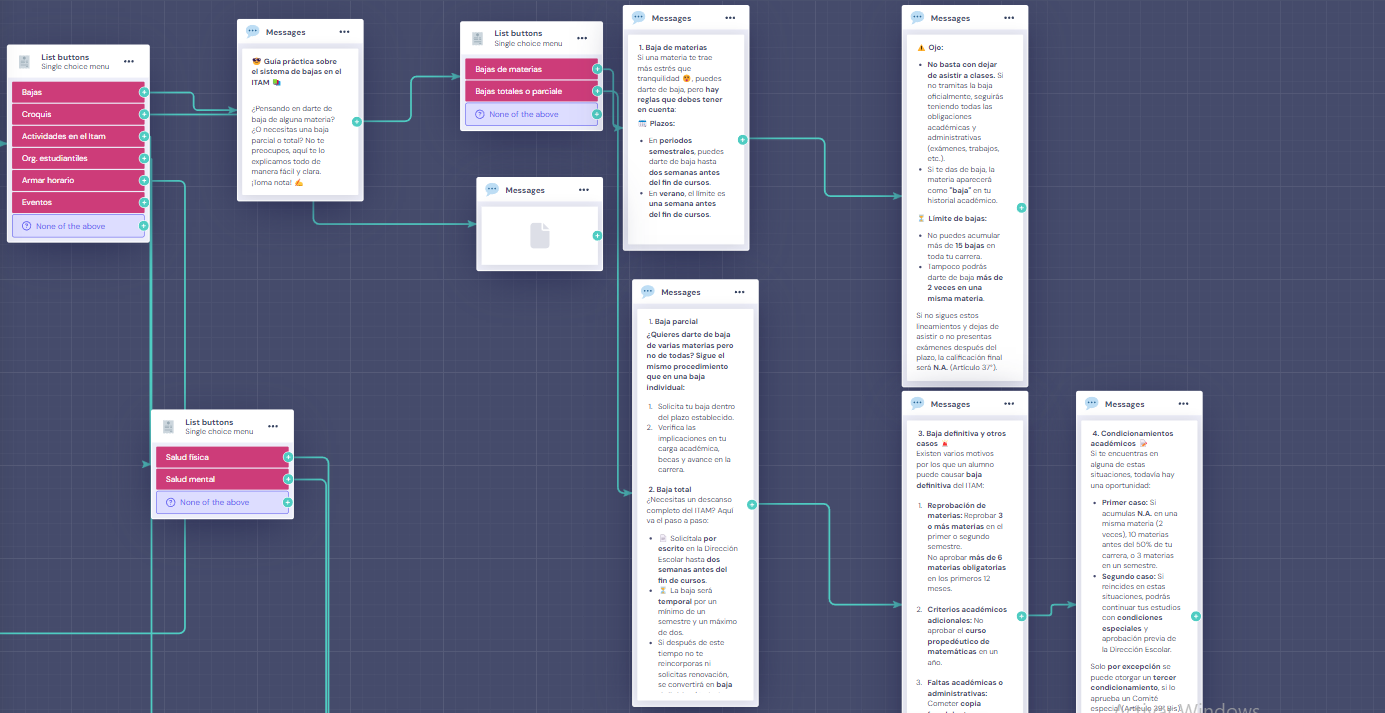 List buttons
Single choice menu
Bajas
Croquis
Actividades en el Itam
Org. estudiantiles
Armar horario
Eventos
None of the above
Messages
🤓 Guía práctica sobre
el sistema de bajas en el
ITAM 📚
¿Pensando en darte de
baja de alguna materia?
¿O necesitas una baja
parcial o total? No te
preocupes, aquí te lo
explicamos todo de
manera fácil y clara.
¡Toma nota! ✍️
List buttons
Single choice menu
Bajas de materias
Bajas totales o parciale
None of the above
Messages
Messages
1. Baja de materias
Si una materia te trae
más estrés que
tranquilidad 😰, puedes
darte de baja, pero hay
reglas que debes tener
en cuenta:
📅 Plazos:
• En periodos
semestrales, puedes
darte de baja hasta
dos semanas antes
del fin de cursos.
• En verano, el límite es
una semana antes
del fin de cursos.
Messages
⚠️ Ojo:
• No basta con dejar
de asistir a clases. Si
no tramitas la baja
oficialmente, seguirás
teniendo todas las
obligaciones
académicas y
administrativas
(exámenes, trabajos,
etc.).
• Si te das de baja, la
materia aparecerá
como "baja" en tu
historial académico.
⏳ Límite de bajas:
• No puedes acumular
más de 15 bajas en
toda tu carrera.
• Tampoco podrás
darte de baja más de
2 veces en una
misma materia.
Si no sigues estos
lineamientos y dejas de
asistir o no presentas
exámenes después del
plazo, la calificación final
será N.A. (Artículo 37°).
Messages
1. Baja parcial
¿Quieres darte de baja
de varias materias pero
no de todas? Sigue el
mismo procedimiento
que en una baja
individual:
1. Solicita tu baja dentro
del plazo establecido.
2. Verifica las
implicaciones en tu
carga académica,
becas y avance en la
carrera.
2. Baja total
¿Necesitas un descanso
completo del ITAM? Aquí
va el paso a paso:
• 📄 Solicítala por
escrito en la Dirección
Escolar hasta dos
semanas antes del
fin de cursos.
• ⏳ La baja será
temporal por un
mínimo de un
semestre y un máximo
de dos.
• Si después de este
tiempo no te
reincorporas ni
solicitas renovación,
se convertirá en baja
List buttons
Single choice menu
Salud física
Salud mental
None of the above
Messages
3. Baja definitiva y otros
casos 🚨
Existen varios motivos
por los que un alumno
puede causar baja
definitiva del ITAM:
1. Reprobación de
materias: Reprobar 3
o más materias en el
primer o segundo
semestre.
No aprobar más de 6
materias obligatorias
en los primeros 12
meses.
2. Criterios académicos
adicionales: No
aprobar el curso
propedéutico de
matemáticas en un
año.
3. Faltas académicas o
administrativas:
Cometer copia
Messages
4. Condicionamientos
académicos 📝
Si te encuentras en
alguna de estas
situaciones, todavía hay
una oportunidad:
• Primer caso: Si
acumulas N.A. en una
misma materia (2
veces), 10 materias
antes del 50% de tu
carrera, o 3 materias
en un semestre.
• Segundo caso: Si
reincides en estas
situaciones, podrás
continuar tus estudios
con condiciones
especiales y
aprobación previa de
la Dirección Escolar.
Solo por excepción se
puede otorgar un tercer
condicionamiento, si lo
aprueba un Comité
especial (Artículo 39° Bis).
Windows